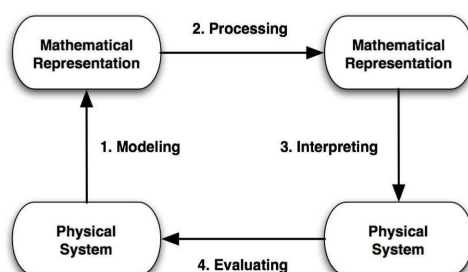 2. Processing
Mathematical
Representation
Mathematical
Representation
1. Modeling
3. Interpreting
Physical
System
Physical
System
4. Evaluating